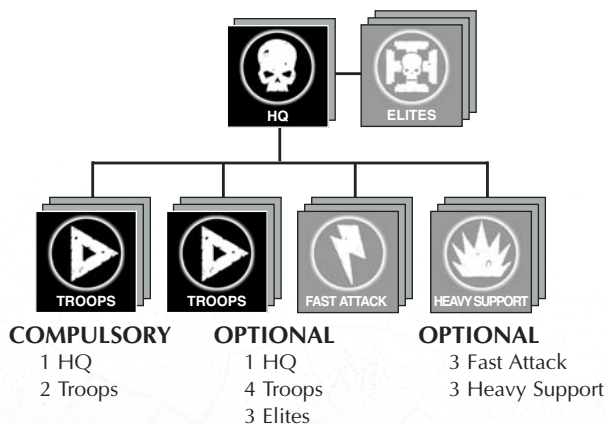 HQ
ELITES
TROOPS
TROOPS
FAST ATTACK
HEAVY SUPPORT
COMPULSORY
1 HQ
2 Troops
OPTIONAL
1 HQ
4 Troops
3 Elites
OPTIONAL
3 Fast Attack
3 Heavy Support